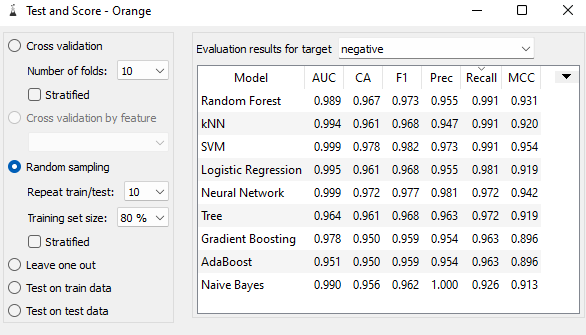 Test and Score - Orange
Cross validation
Number of folds: 10
Stratified
Cross validation by feature
Random sampling
Repeat train/test: 10
Training set size: 80 %
Stratified
Leave one out
Test on train data
Test on test data
Evaluation results for target negative
Model AUC CA F1 Prec Recall MCC
Random Forest 0.989 0.967 0.973 0.955 0.991 0.931
kNN 0.994 0.961 0.968 0.947 0.991 0.920
SVM 0.999 0.978 0.982 0.973 0.991 0.954
Logistic Regression 0.995 0.961 0.968 0.955 0.981 0.919
Neural Network 0.999 0.972 0.977 0.981 0.972 0.942
Tree 0.964 0.961 0.968 0.963 0.972 0.919
Gradient Boosting 0.978 0.950 0.959 0.954 0.963 0.896
AdaBoost 0.951 0.950 0.959 0.954 0.963 0.896
Naive Bayes 0.990 0.956 0.962 1.000 0.926 0.913